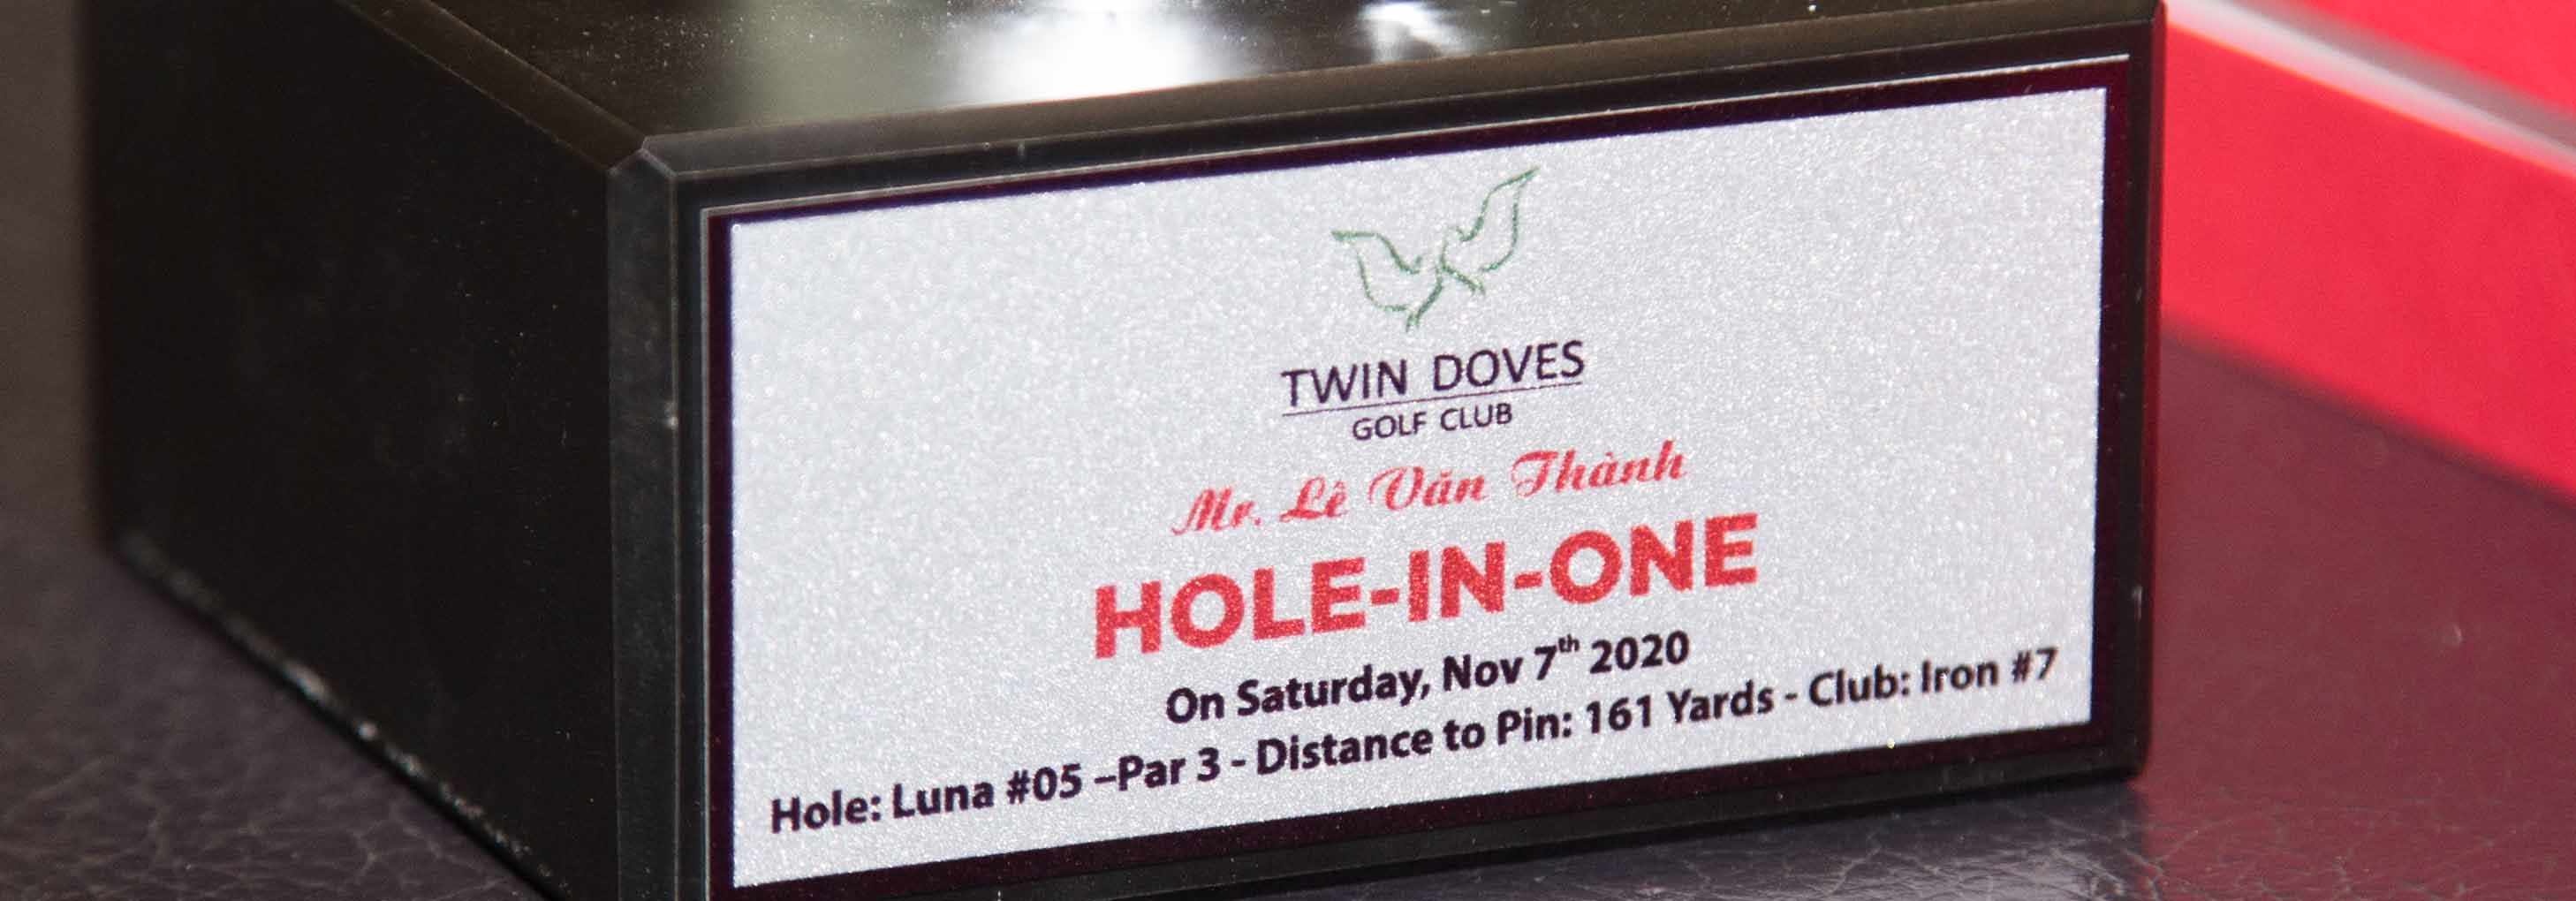 TWIN DOVES
GOLF CLUB
Mr. Lê Văn Thành
HOLE-IN-ONE
On Saturday, Nov 7th 2020
Hole: Luna #05 –Par 3 - Distance to Pin: 161 Yards - Club: Iron #7